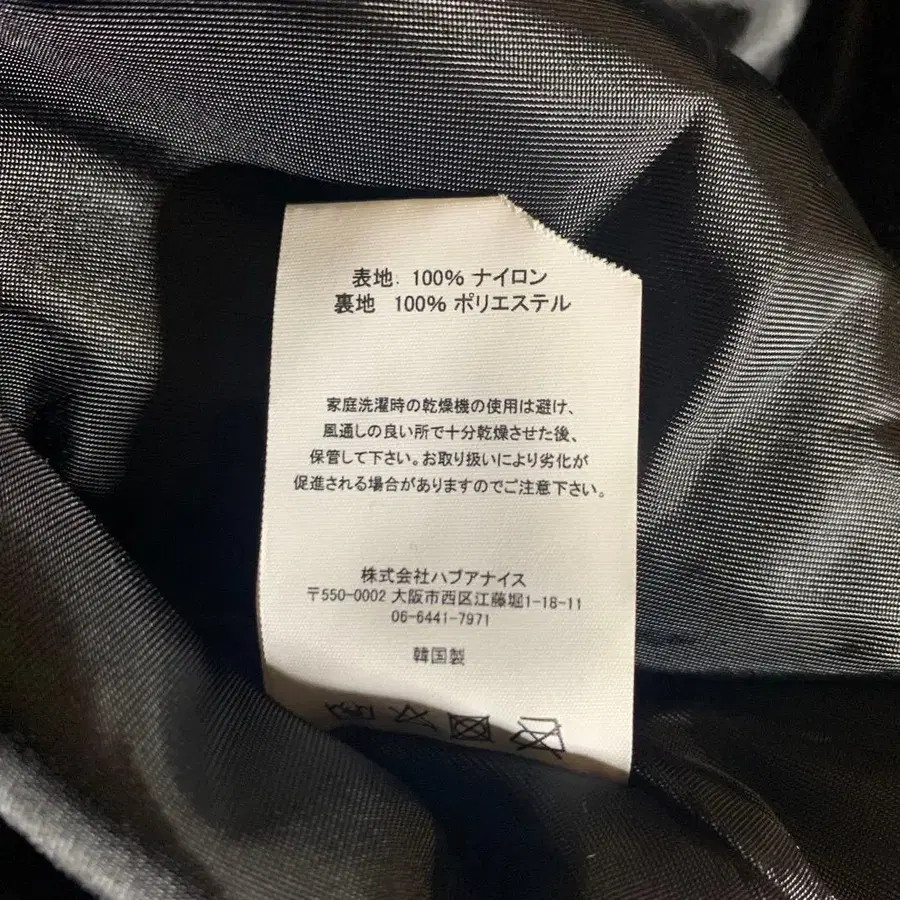 表地. 100% ナイロン
裏地 100% ポリエステル
家庭洗濯時の乾燥機の使用は避け、
風通しの良い所で十分乾燥させた後、
保管して下さい。お取り扱いにより劣化が
促進される場合がありますのでご注意下さい。
株式会社ハブアナイス
〒550-0002 大阪市西区江藤堀1-18-11
06-6441-7971
韓国製